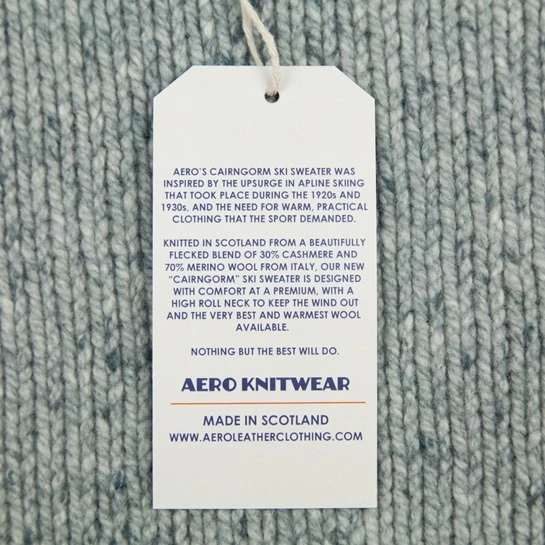 AERO'S CAIRNGORM SKI SWEATER WAS
INSPIRED BY THE UPSURGE IN APLINE SKIING
THAT TOOK PLACE DURING THE 1920s AND
1930s, AND THE NEED FOR WARM, PRACTICAL
CLOTHING THAT THE SPORT DEMANDED.
KNITTED IN SCOTLAND FROM A BEAUTIFULLY
FLECKED BLEND OF 30% CASHMERE AND
70% MERINO WOOL FROM ITALY, OUR NEW
"CAIRNGORM" SKI SWEATER IS DESIGNED
WITH COMFORT AT A PREMIUM, WITH A
HIGH ROLL NECK TO KEEP THE WIND OUT
AND THE VERY BEST AND WARMEST WOOL
AVAILABLE.
NOTHING BUT THE BEST WILL DO.
AERO KNITWEAR
MADE IN SCOTLAND
WWW.AEROLEATHERCLOTHING.COM